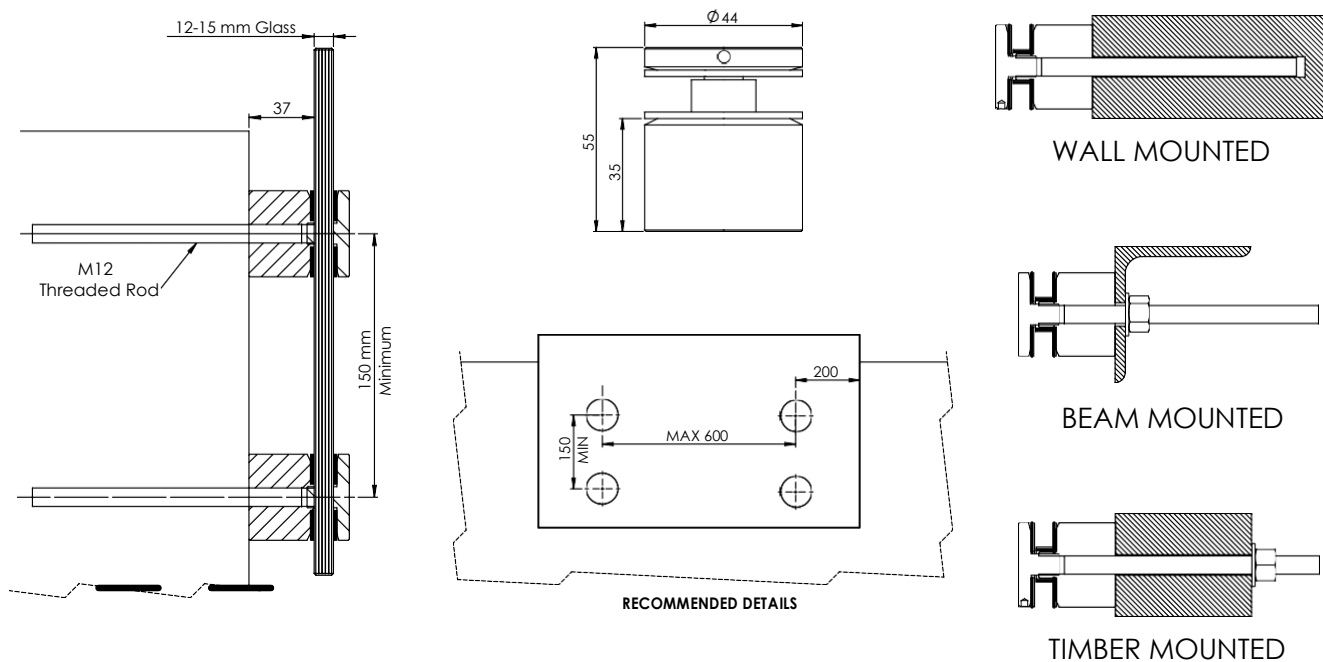 12-15 mm Glass
37
M12
Threaded Rod
150 mm
Minimum
Ø 44
55
35
200
MAX 600
150
MIN
RECOMMENDED DETAILS
WALL MOUNTED
BEAM MOUNTED
TIMBER MOUNTED